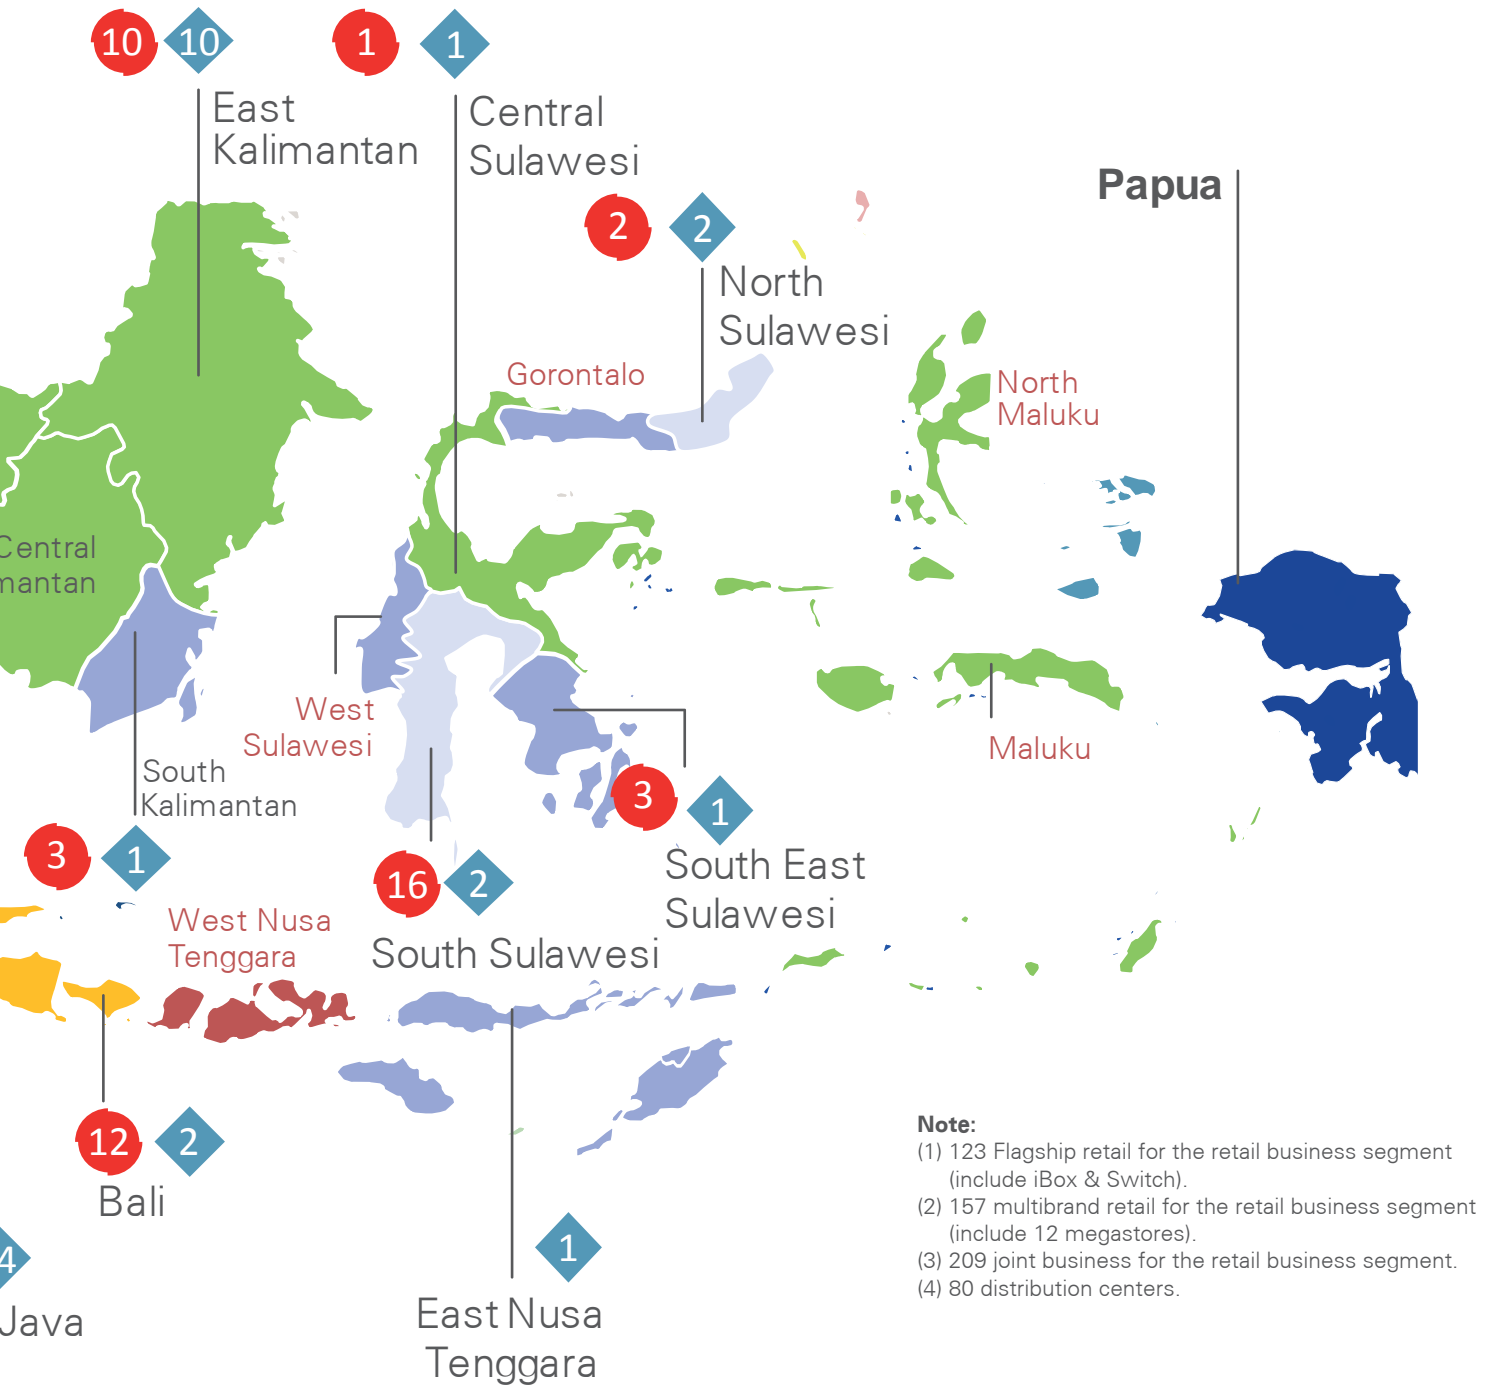 10
10
East
Kalimantan
1
1
Central
Sulawesi
2
2
North
Sulawesi
Papua
Gorontalo
North
Maluku
Central
mantan
West
Sulawesi
Maluku
South
Kalimantan
3
1
3
1
South East
Sulawesi
16
2
South Sulawesi
West Nusa
Tenggara
12
2
Bali
4
Java
1
East Nusa
Tenggara
Note:
(1) 123 Flagship retail for the retail business segment
(include iBox & Switch).
(2) 157 multibrand retail for the retail business segment
(include 12 megastores).
(3) 209 joint business for the retail business segment.
(4) 80 distribution centers.